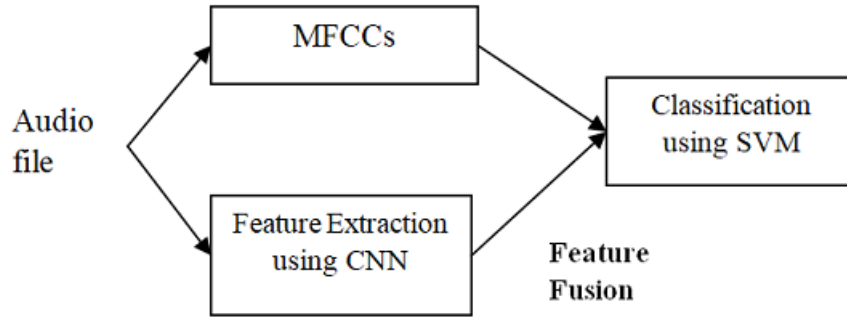 MFCCs
Audio
file
Classification
using SVM
Feature Extraction
using CNN
Feature
Fusion